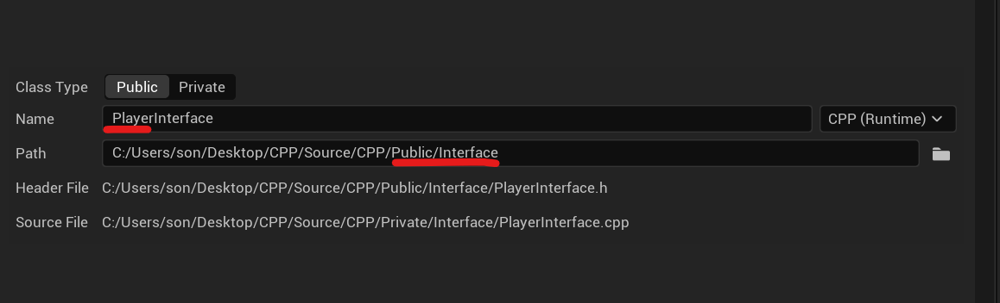 Class Type Public Private
Name PlayerInterface CPP (Runtime)
Path C:/Users/son/Desktop/CPP/Source/CPP/Public/Interface
Header File C:/Users/son/Desktop/CPP/Source/CPP/Public/Interface/PlayerInterface.h
Source File C:/Users/son/Desktop/CPP/Source/CPP/Private/Interface/PlayerInterface.cpp